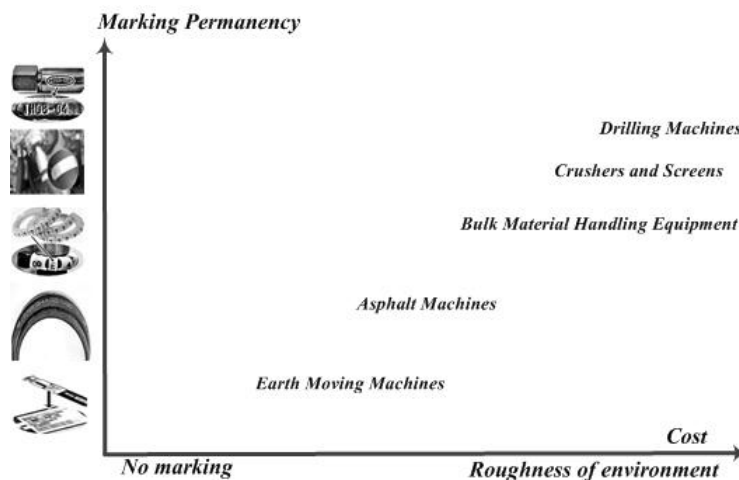 Marking Permanency
Drilling Machines
Crushers and Screens
Bulk Material Handling Equipment
Asphalt Machines
Earth Moving Machines
Cost
No marking
Roughness of environment